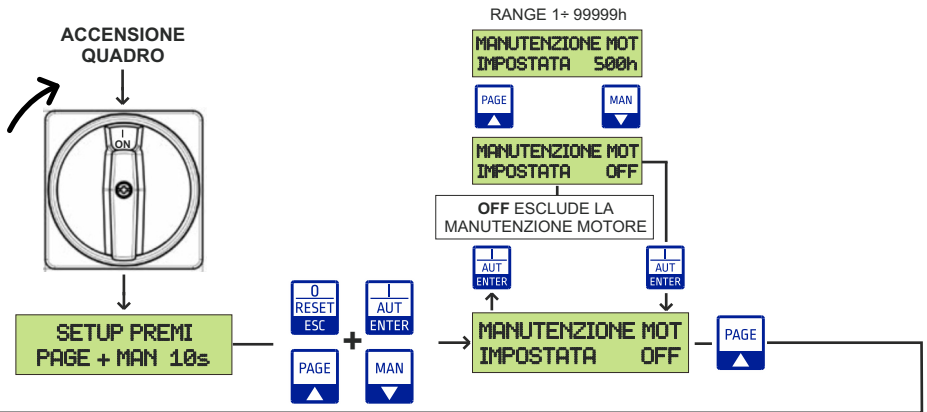 RANGE 1÷ 99999h
ACCENSIONE
QUADRO
MANUTENZIONE MOT
IMPOSTATA 500h
PAGE
MAN
I
ON
MANUTENZIONE MOT
IMPOSTATA OFF
OFF ESCLUDE LA
MANUTENZIONE MOTORE
I
AUT
ENTER
I
AUT
ENTER
SETUP PREMI
PAGE + MAN 10s
0
RESET
ESC
+
I
AUT
ENTER
PAGE
MAN
MANUTENZIONE MOT
IMPOSTATA OFF
PAGE